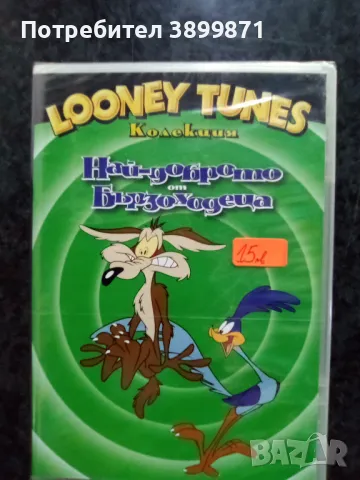 Потребител 3899871
LOONEY TUNES
Колекция
Най-доброто
от
Бързоходеца
15лв
BAZAR